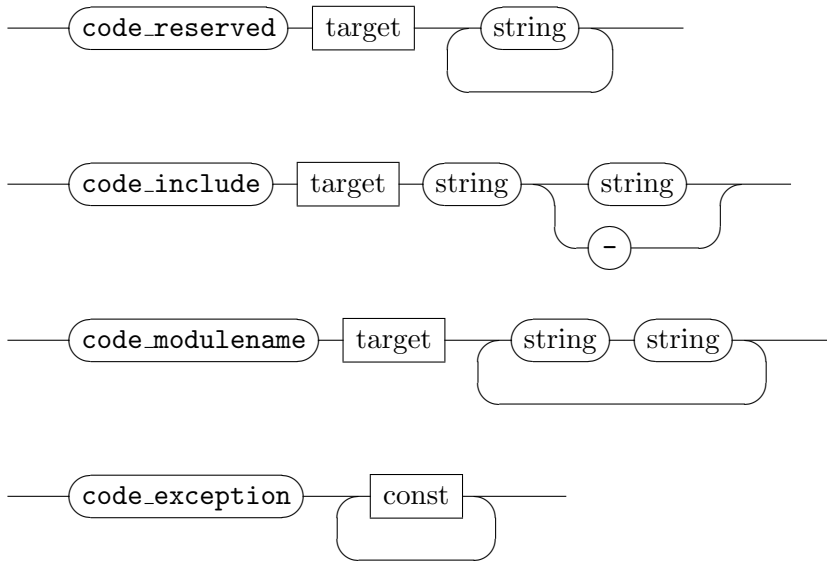 code_reserved target string
code_include target string string
-
code_modulename target string string
code_exception const